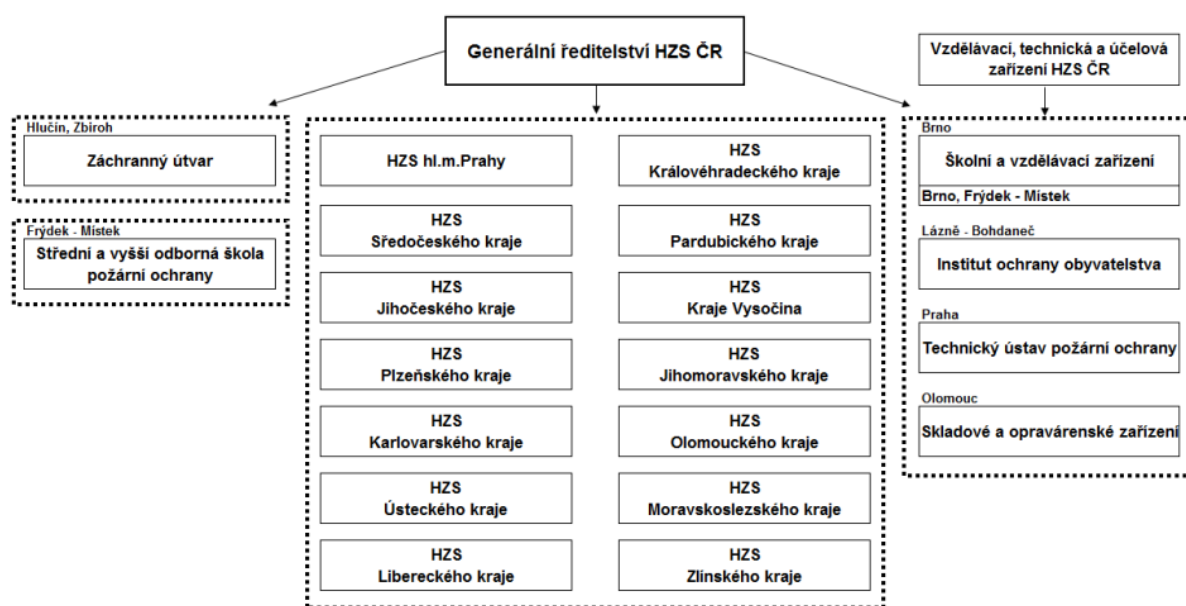 Generální ředitelství HZS ČR
Vzdělávací, technická a účelová
zařízení HZS ČR
Hlučín, Zbiroh
Záchranný útvar
Frýdek - Místek
Střední a vyšší odborná škola
požární ochrany
HZS hl.m.Prahy
HZS
Královéhradeckého kraje
HZS
Sředočeského kraje
HZS
Pardubického kraje
HZS
Jihočeského kraje
HZS
Kraje Vysočina
HZS
Plzeňského kraje
HZS
Jihomoravského kraje
HZS
Karlovarského kraje
HZS
Olomouckého kraje
HZS
Ústeckého kraje
HZS
Moravskoslezského kraje
HZS
Libereckého kraje
HZS
Zlínského kraje
Brno
Školní a vzdělávací zařízení
Brno, Frýdek - Místek
Lázně - Bohdaneč
Institut ochrany obyvatelstva
Praha
Technický ústav požární ochrany
Olomouc
Skladové a opravárenské zařízení